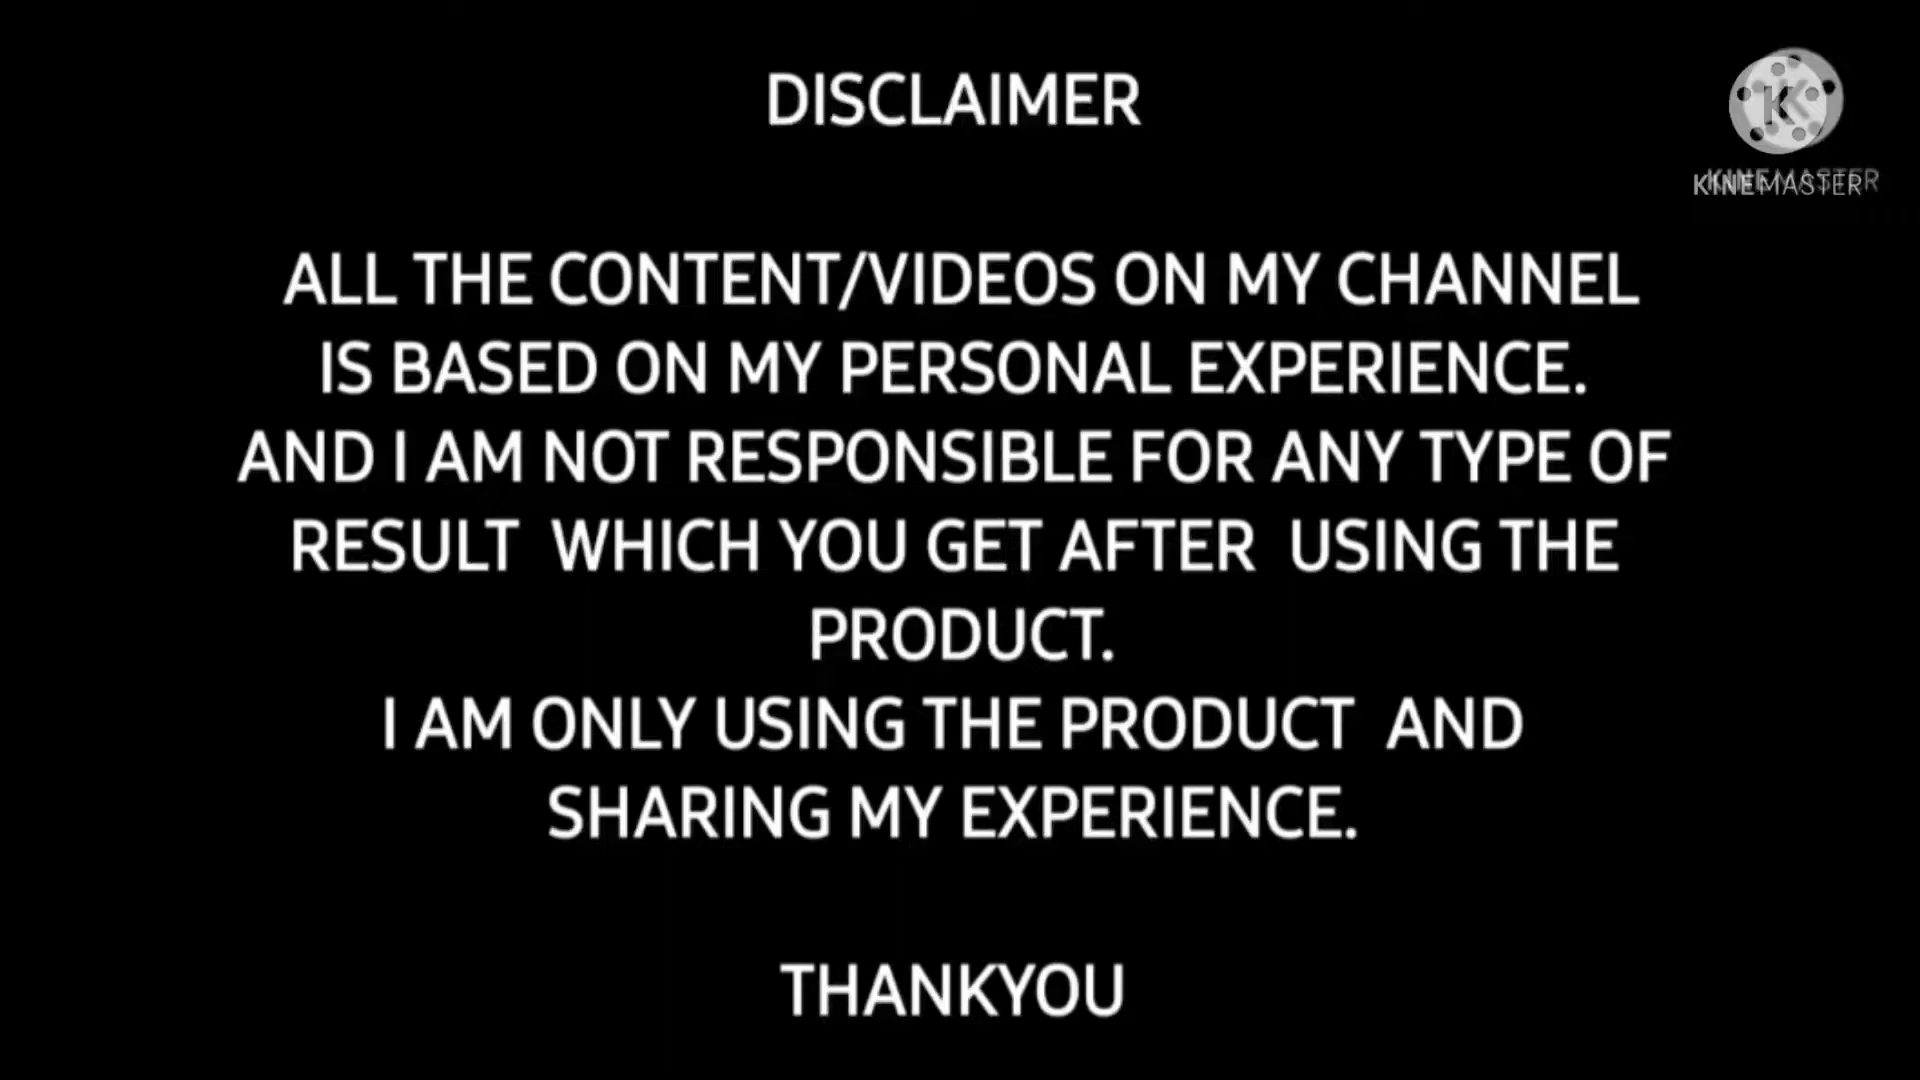 DISCLAIMER
KINEMASTER
ALL THE CONTENT/VIDEOS ON MY CHANNEL
IS BASED ON MY PERSONAL EXPERIENCE.
AND I AM NOT RESPONSIBLE FOR ANY TYPE OF
RESULT WHICH YOU GET AFTER USING THE
PRODUCT.
I AM ONLY USING THE PRODUCT AND
SHARING MY EXPERIENCE.
THANKYOU